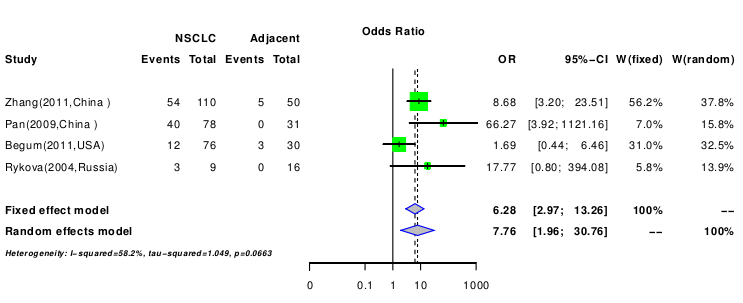 Odds Ratio
NSCLC Adjacent
Study Events Total Events Total OR 95%−CI W(fixed) W(random)
Zhang(2011,China ) 54 110 5 50 8.68 [3.20; 23.51] 56.2% 37.8%
Pan(2009,China ) 40 78 0 31 66.27 [3.92; 1121.16] 7.0% 15.8%
Begum(2011,USA) 12 76 3 30 1.69 [0.44; 6.46] 31.0% 32.5%
Rykova(2004,Russia) 3 9 0 16 17.77 [0.80; 394.08] 5.8% 13.9%
Fixed effect model 6.28 [2.97; 13.26] 100% −−
Random effects model 7.76 [1.96; 30.76] −− 100%
Heterogeneity: I−squared=58.2%, tau−squared=1.049, p=0.0663
0 0.1 1 10 1000